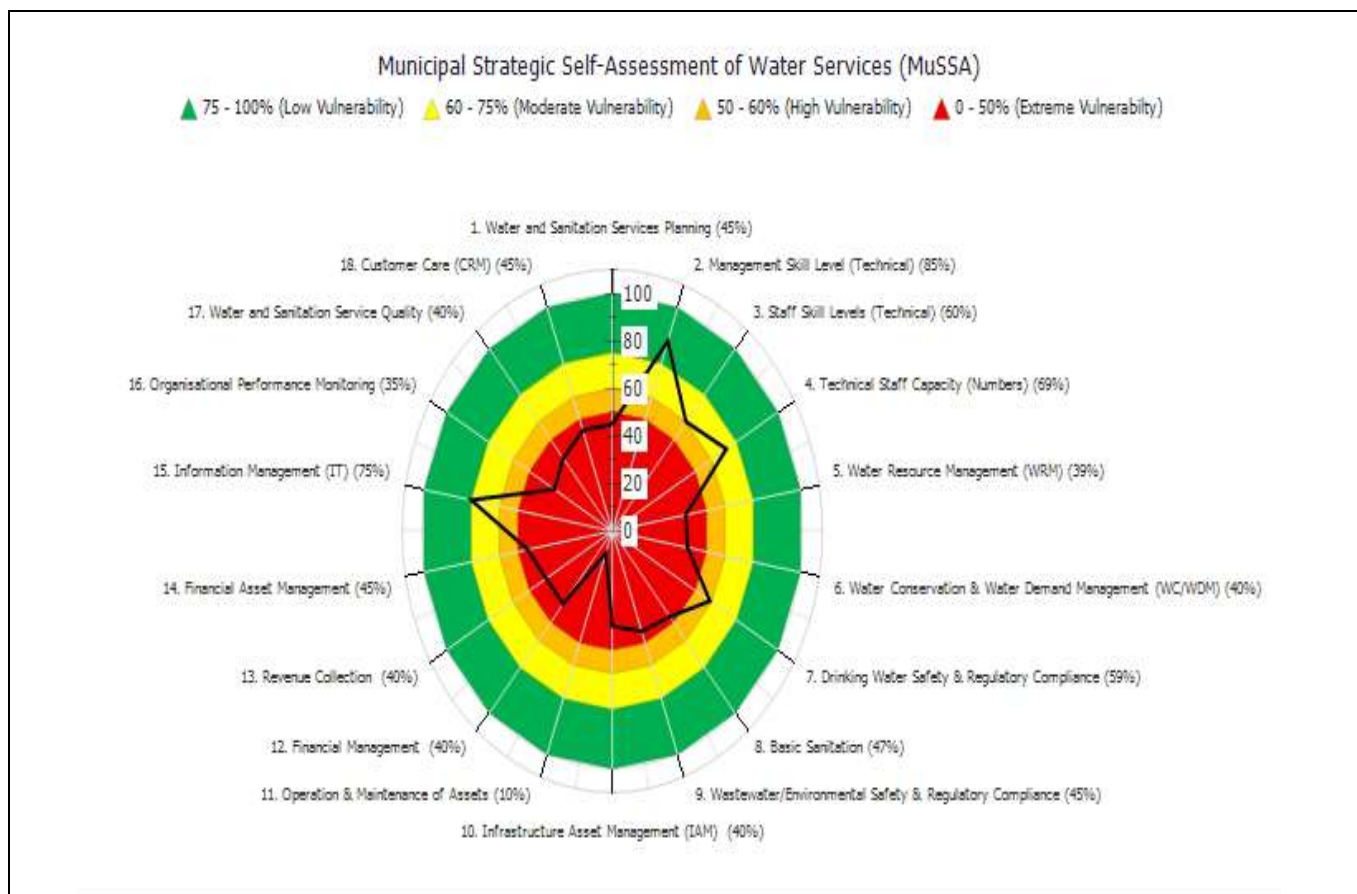 Municipal Strategic Self-Assessment of Water Services (MuSSA)
75 - 100% (Low Vulnerability) 60 - 75% (Moderate Vulnerability) 50 - 60% (High Vulnerability) 0 - 50% (Extreme Vulnerabilty)
1. Water and Sanitation Services Planning (45%)
2. Management Skill Level (Technical) (85%)
3. Staff Skill Levels (Technical) (60%)
4. Technical Staff Capacity (Numbers) (69%)
5. Water Resource Management (WRM) (39%)
6. Water Conservation & Water Demand Management (WC/WDM) (40%)
7. Drinking Water Safety & Regulatory Compliance (59%)
8. Basic Sanitation (47%)
9. Wastewater/Environmental Safety & Regulatory Compliance (45%)
10. Infrastructure Asset Management (IAM) (40%)
11. Operation & Maintenance of Assets (10%)
12. Financial Management (40%)
13. Revenue Collection (40%)
14. Financial Asset Management (45%)
15. Information Management (IT) (75%)
16. Organisational Performance Monitoring (35%)
17. Water and Sanitation Service Quality (40%)
18. Customer Care (CRM) (45%)
100
80
60
40
20
0